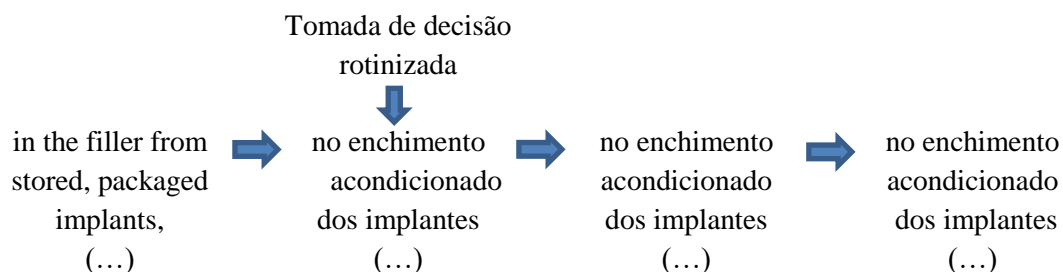 Tomada de decisão
rotinizada
in the filler from
stored, packaged
implants,
(…)
no enchimento
acondicionado
dos implantes
(…)
no enchimento
acondicionado
dos implantes
(…)
no enchimento
acondicionado
dos implantes
(…)